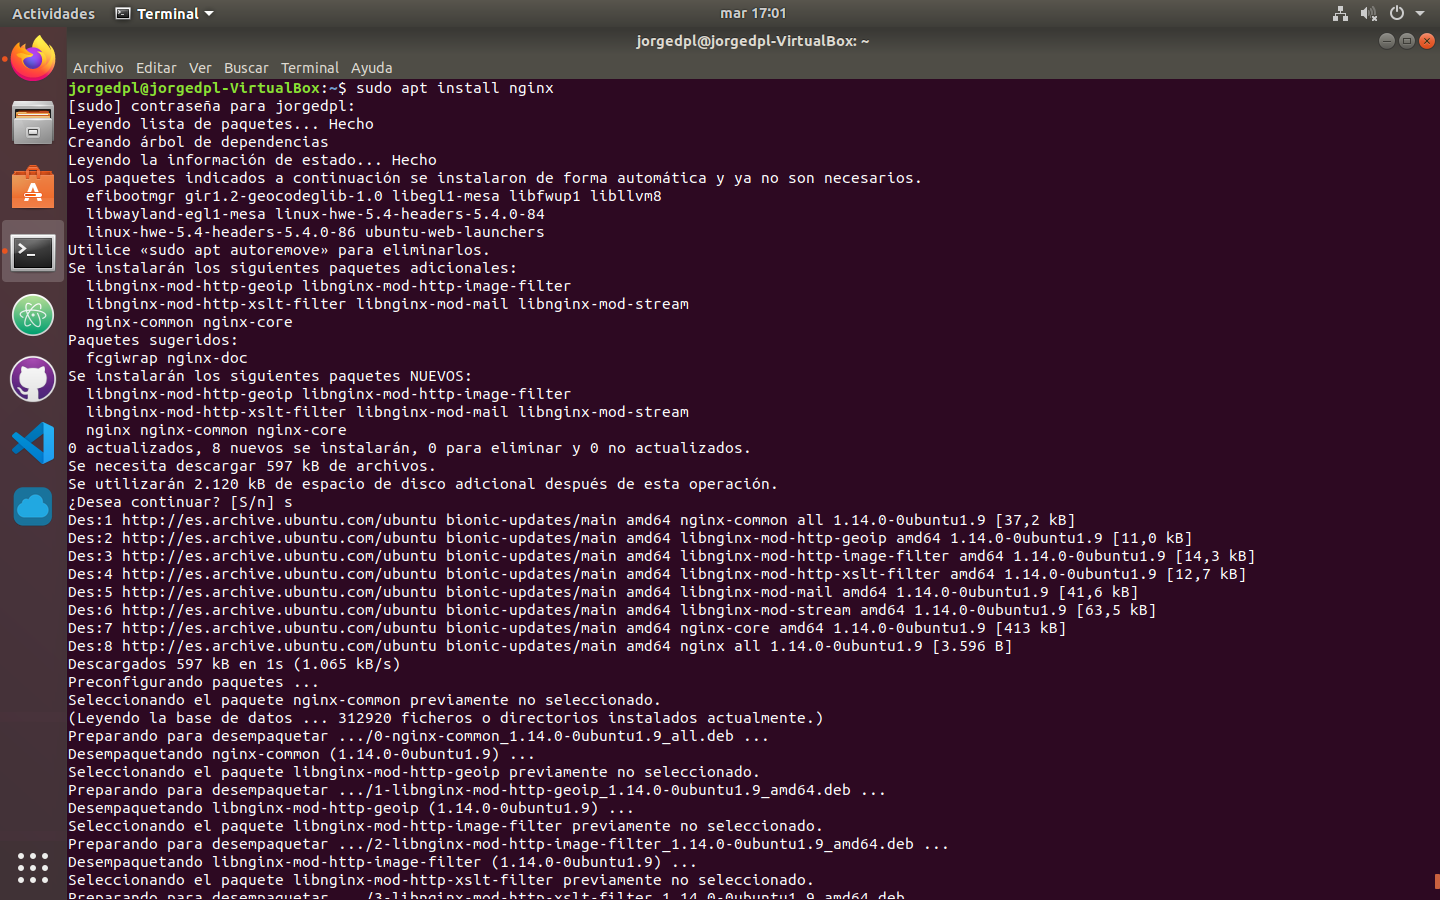 Actividades Terminal mar 17:01
jorgedpl@jorgedpl-VirtualBox: ~
Archivo Editar Ver Buscar Terminal Ayuda
jorgedpl@jorgedpl-VirtualBox:~$ sudo apt install nginx
[sudo] contraseña para jorgedpl:
Leyendo lista de paquetes... Hecho
Creando árbol de dependencias
Leyendo la información de estado... Hecho
Los paquetes indicados a continuación se instalaron de forma automática y ya no son necesarios.
  efibootmgr gir1.2-geocodeglib-1.0 libegl1-mesa libfwup1 libllvm8
  libwayland-egl1-mesa linux-hwe-5.4-headers-5.4.0-84
  linux-hwe-5.4-headers-5.4.0-86 ubuntu-web-launchers
Utilice «sudo apt autoremove» para eliminarlos.
Se instalarán los siguientes paquetes adicionales:
  libnginx-mod-http-geoip libnginx-mod-http-image-filter
  libnginx-mod-http-xslt-filter libnginx-mod-mail libnginx-mod-stream
  nginx-common nginx-core
Paquetes sugeridos:
  fcgiwrap nginx-doc
Se instalarán los siguientes paquetes NUEVOS:
  libnginx-mod-http-geoip libnginx-mod-http-image-filter
  libnginx-mod-http-xslt-filter libnginx-mod-mail libnginx-mod-stream
  nginx nginx-common nginx-core
0 actualizados, 8 nuevos se instalarán, 0 para eliminar y 0 no actualizados.
Se necesita descargar 597 kB de archivos.
Se utilizarán 2.120 kB de espacio de disco adicional después de esta operación.
¿Desea continuar? [S/n] s
Des:1 http://es.archive.ubuntu.com/ubuntu bionic-updates/main amd64 nginx-common all 1.14.0-0ubuntu1.9 [37,2 kB]
Des:2 http://es.archive.ubuntu.com/ubuntu bionic-updates/main amd64 libnginx-mod-http-geoip amd64 1.14.0-0ubuntu1.9 [11,0 kB]
Des:3 http://es.archive.ubuntu.com/ubuntu bionic-updates/main amd64 libnginx-mod-http-image-filter amd64 1.14.0-0ubuntu1.9 [14,3 kB]
Des:4 http://es.archive.ubuntu.com/ubuntu bionic-updates/main amd64 libnginx-mod-http-xslt-filter amd64 1.14.0-0ubuntu1.9 [12,7 kB]
Des:5 http://es.archive.ubuntu.com/ubuntu bionic-updates/main amd64 libnginx-mod-mail amd64 1.14.0-0ubuntu1.9 [41,6 kB]
Des:6 http://es.archive.ubuntu.com/ubuntu bionic-updates/main amd64 libnginx-mod-stream amd64 1.14.0-0ubuntu1.9 [63,5 kB]
Des:7 http://es.archive.ubuntu.com/ubuntu bionic-updates/main amd64 nginx-core amd64 1.14.0-0ubuntu1.9 [413 kB]
Des:8 http://es.archive.ubuntu.com/ubuntu bionic-updates/main amd64 nginx all 1.14.0-0ubuntu1.9 [3.596 B]
Descargados 597 kB en 1s (1.065 kB/s)
Preconfigurando paquetes ...
Seleccionando el paquete nginx-common previamente no seleccionado.
(Leyendo la base de datos ... 312920 ficheros o directorios instalados actualmente.)
Preparando para desempaquetar .../0-nginx-common_1.14.0-0ubuntu1.9_all.deb ...
Desempaquetando nginx-common (1.14.0-0ubuntu1.9) ...
Seleccionando el paquete libnginx-mod-http-geoip previamente no seleccionado.
Preparando para desempaquetar .../1-libnginx-mod-http-geoip_1.14.0-0ubuntu1.9_amd64.deb ...
Desempaquetando libnginx-mod-http-geoip (1.14.0-0ubuntu1.9) ...
Seleccionando el paquete libnginx-mod-http-image-filter previamente no seleccionado.
Preparando para desempaquetar .../2-libnginx-mod-http-image-filter_1.14.0-0ubuntu1.9_amd64.deb ...
Desempaquetando libnginx-mod-http-image-filter (1.14.0-0ubuntu1.9) ...
Seleccionando el paquete libnginx-mod-http-xslt-filter previamente no seleccionado.
Preparando para desempaquetar .../3-libnginx-mod-http-xslt-filter_1.14.0-0ubuntu1.9_amd64.deb